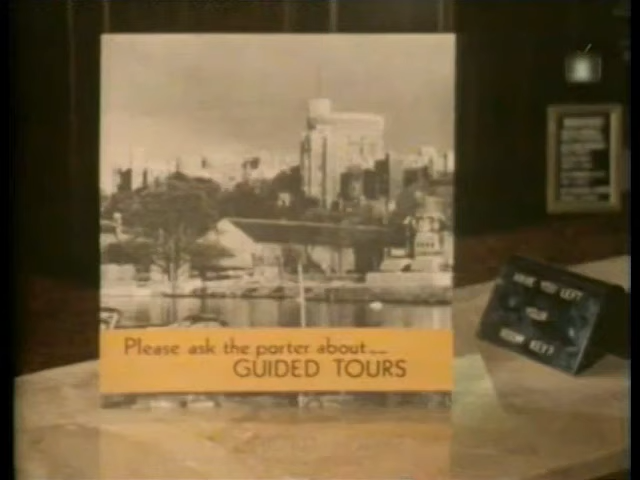 Please ask the porter about....
GUIDED TOURS
HAVE YOU LEFT
YOUR
ROOM KEY?